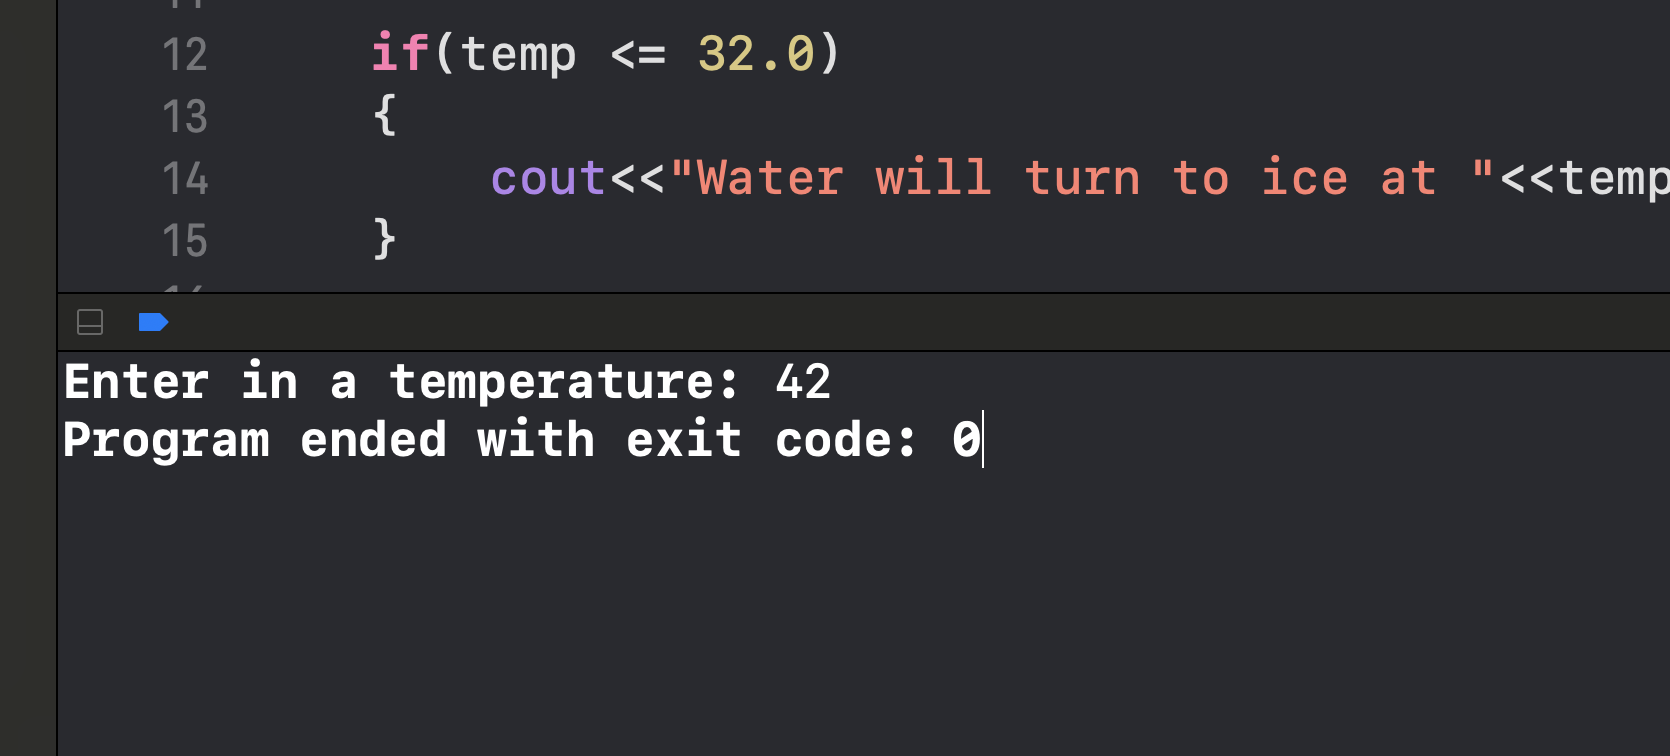 12 if(temp <= 32.0)
13 {
14 cout<<"Water will turn to ice at "<<temp
15 }
Enter in a temperature: 42
Program ended with exit code: 0